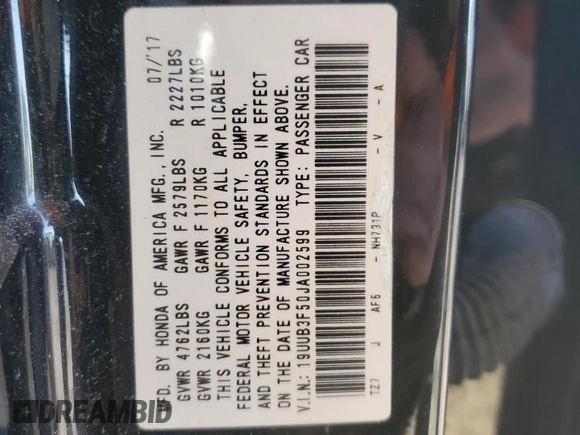 MFD. BY HONDA OF AMERICA MFG., INC. 07/'17
GVWR 4762LBS GAWR F 2579LBS R 2227LBS
GVWR 2160KG GAWR F 1170KG R 1010KG
THIS VEHICLE CONFORMS TO ALL APPLICABLE
FEDERAL MOTOR VEHICLE SAFETY, BUMPER,
AND THEFT PREVENTION STANDARDS IN EFFECT
ON THE DATE OF MANUFACTURE SHOWN ABOVE.
V.I.N.: 19UUB3F50JA002599 TYPE: PASSENGER CAR
TZ7 J AF6 - NH731P - V - A
DREAMBID